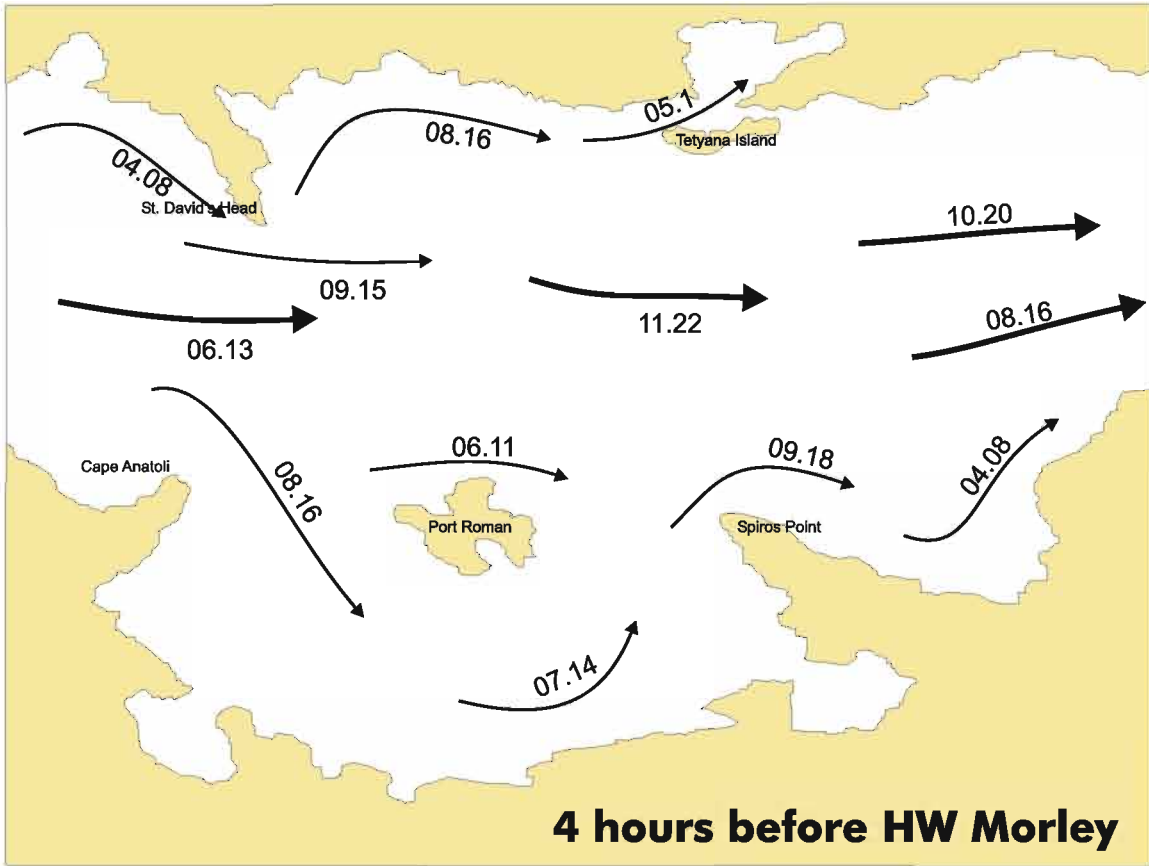 05.1
08.16
Tetyana Island
04.08
St. David's Head
10.20
09.15
11.22
08.16
06.13
06.11
09.18
04.08
Cape Anatoli
08.16
Port Roman
Spiros Point
07.14
4 hours before HW Morley